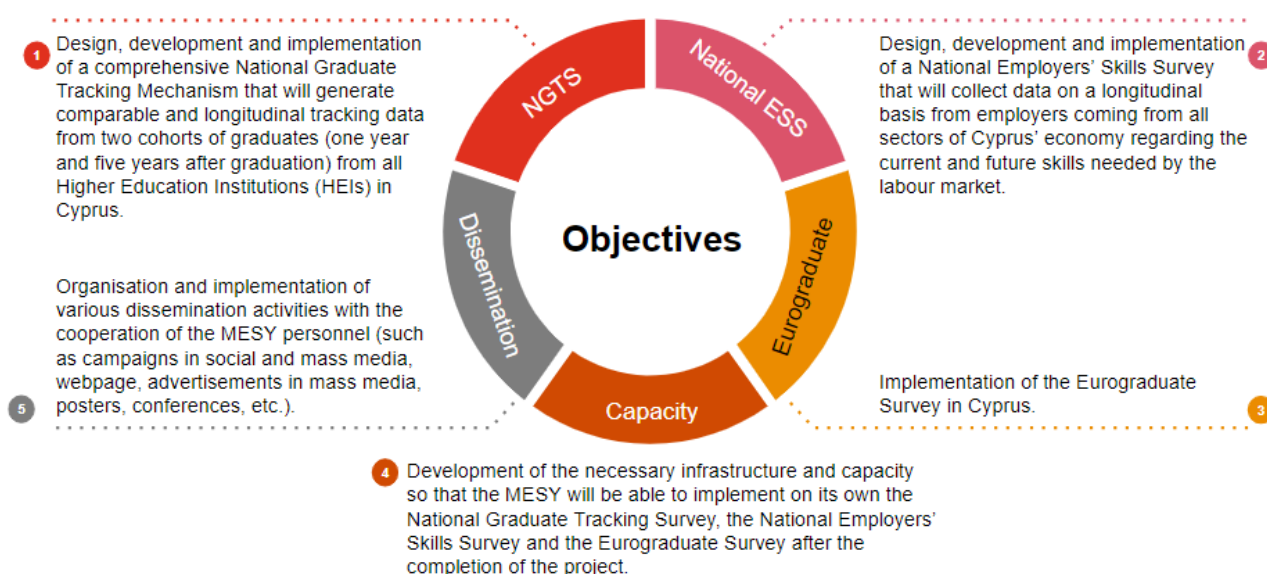 1
Design, development and implementation
of a comprehensive National Graduate
Tracking Mechanism that will generate
comparable and longitudinal tracking data
from two cohorts of graduates (one year
and five years after graduation) from all
Higher Education Institutions (HEIs) in
Cyprus.
NGTS
National ESS
2
Design, development and implementation
of a National Employers’ Skills Survey
that will collect data on a longitudinal
basis from employers coming from all
sectors of Cyprus’ economy regarding the
current and future skills needed by the
labour market.
Objectives
Dissemination
Eurograduate
Capacity
Organisation and implementation of
various dissemination activities with the
cooperation of the MESY personnel (such
as campaigns in social and mass media,
webpage, advertisements in mass media,
posters, conferences, etc.).
5
Implementation of the Eurograduate
Survey in Cyprus.
3
4
Development of the necessary infrastructure and capacity
so that the MESY will be able to implement on its own the
National Graduate Tracking Survey, the National Employers’
Skills Survey and the Eurograduate Survey after the
completion of the project.